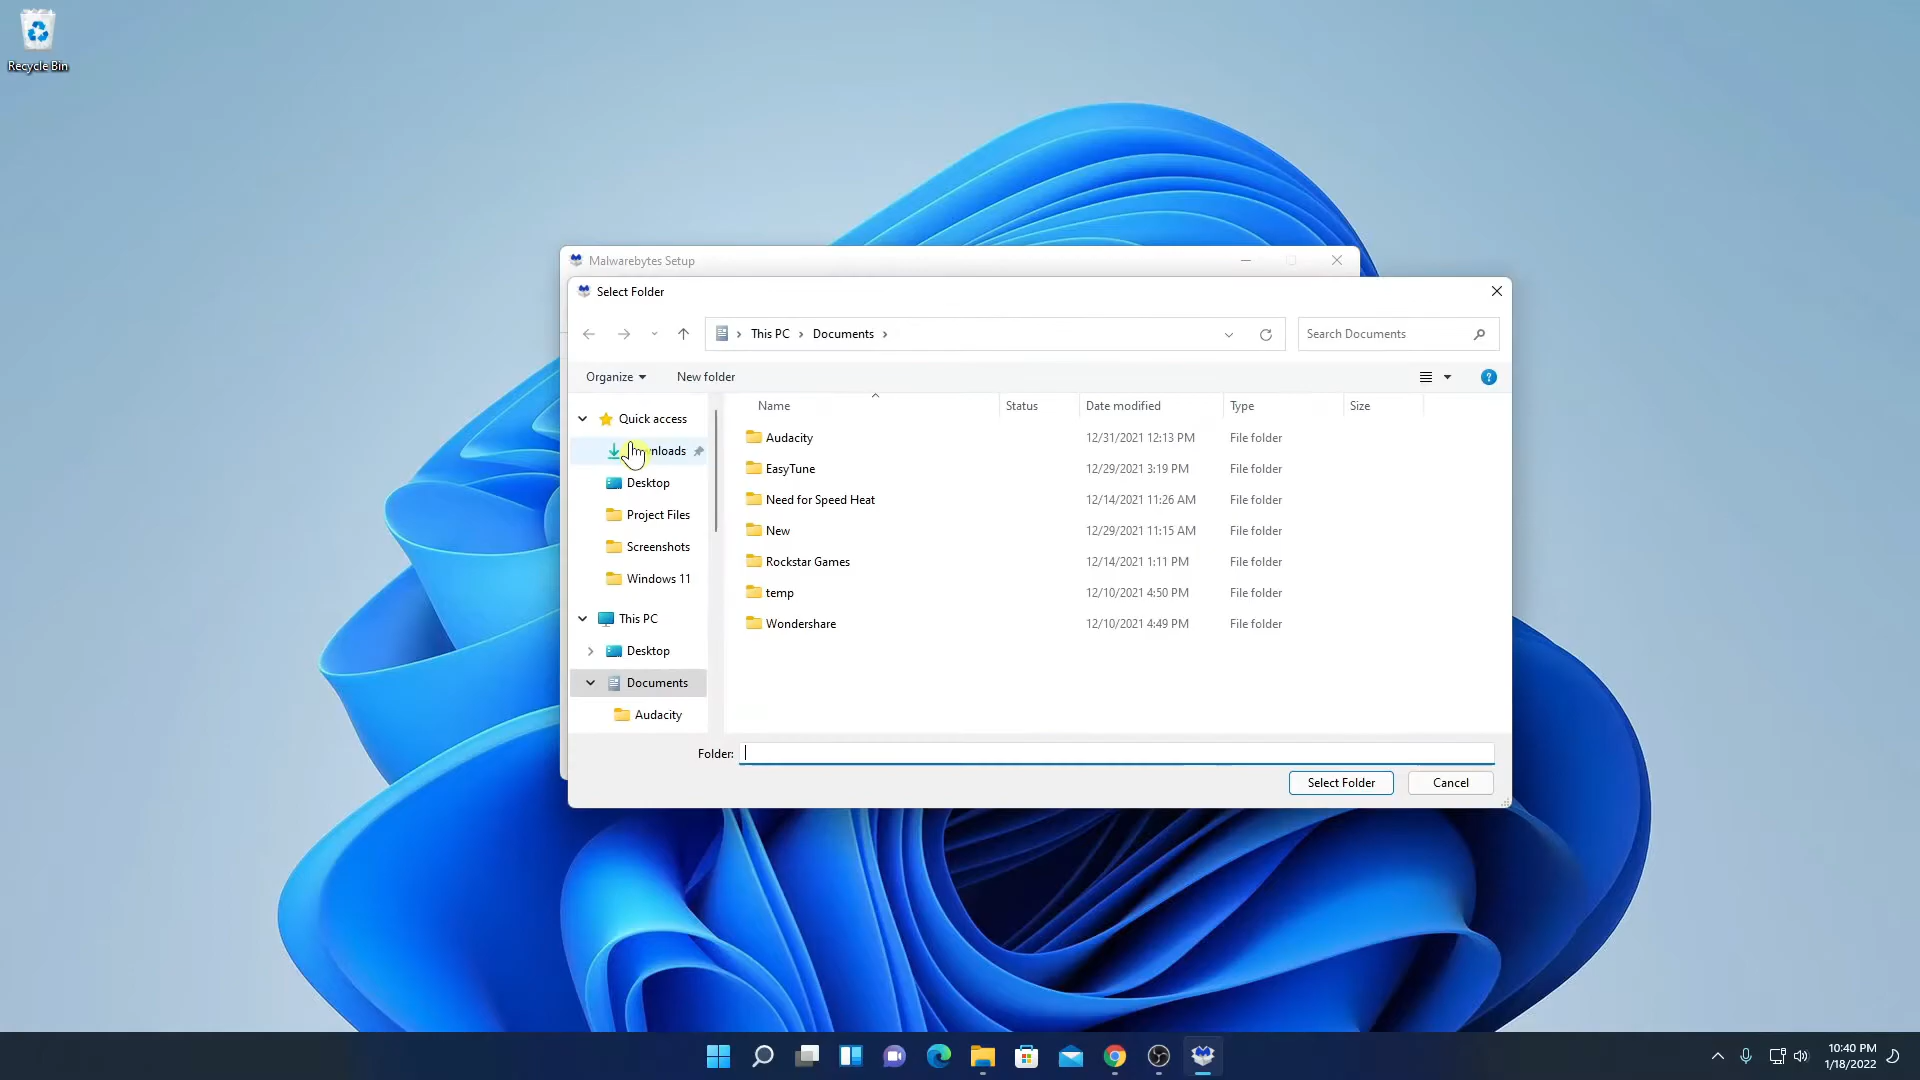 Recycle Bin
Malwarebytes Setup
Select Folder
This PC Documents
Search Documents
Organize New folder
Quick access
Desktop
Project Files
Screenshots
Windows 11
This PC
Desktop
Documents
Audacity
Name Status Date modified Type Size
Audacity 12/31/2021 12:13 PM File folder
EasyTune 12/29/2021 3:19 PM File folder
Need for Speed Heat 12/14/2021 11:26 AM File folder
New 12/29/2021 11:15 AM File folder
Rockstar Games 12/14/2021 1:11 PM File folder
temp 12/10/2021 4:50 PM File folder
Wondershare 12/10/2021 4:49 PM File folder
Folder:
Select Folder Cancel
10:40 PM
1/18/2022